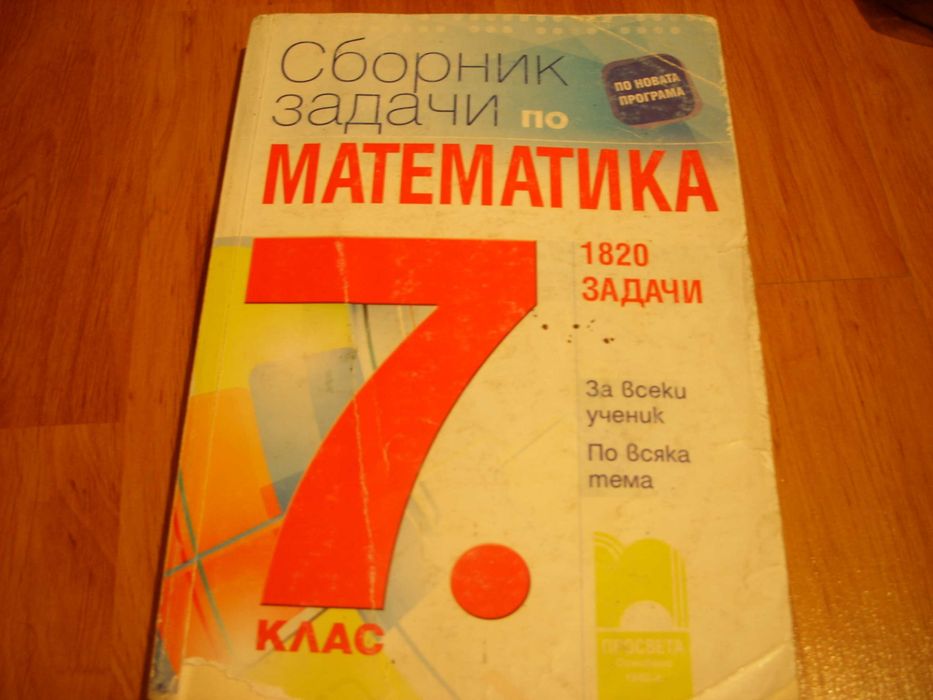 Сборник
задачи по
МАТЕМАТИКА
ПО НОВАТА
ПРОГРАМА
7.
КЛАС
1820
ЗАДАЧИ
За всеки
ученик
По всяка
тема
ПРОСВЕТА